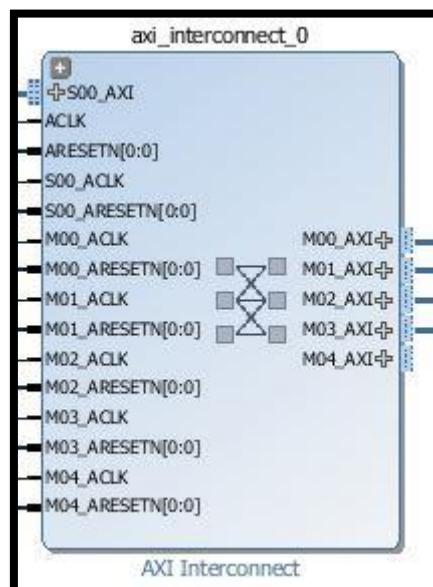 axi_interconnect_0
S00_AXI
ACLK
ARESETN[0:0]
S00_ACLK
S00_ARESETN[0:0]
M00_ACLK
M00_AXI
M00_ARESETN[0:0]
M01_AXI
M01_ACLK
M02_AXI
M01_ARESETN[0:0]
M03_AXI
M02_ACLK
M04_AXI
M02_ARESETN[0:0]
M03_ACLK
M03_ARESETN[0:0]
M04_ACLK
M04_ARESETN[0:0]
AXI Interconnect